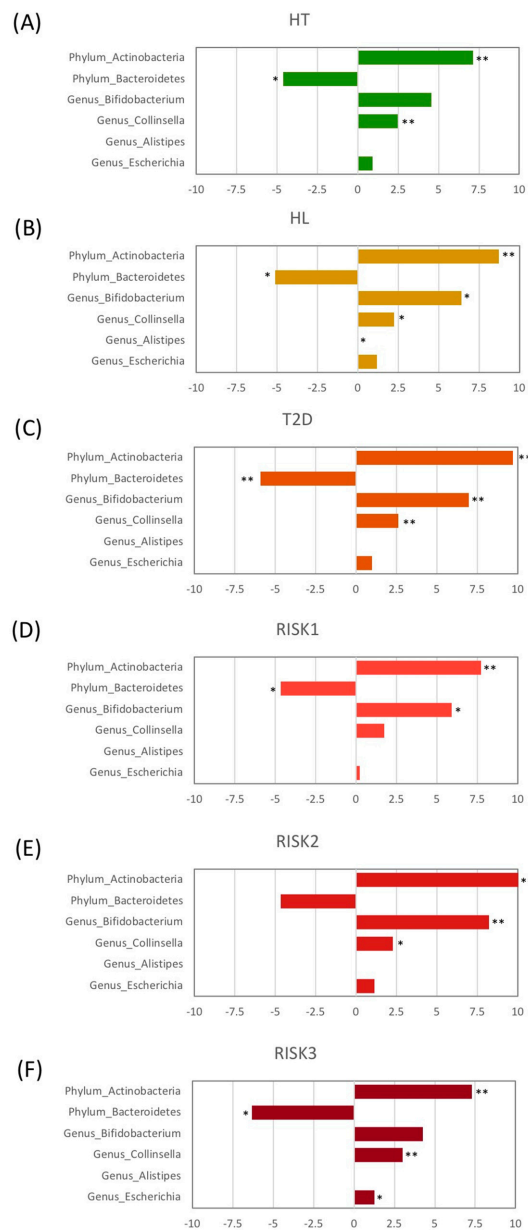 (A)
HT
Phylum_Actinobacteria **
Phylum_Bacteroidetes *
Genus_Bifidobacterium
Genus_Collinsella **
Genus_Alistipes
Genus_Escherichia
-10 -7.5 -5 -2.5 0 2.5 5 7.5 10
(B)
HL
Phylum_Actinobacteria **
Phylum_Bacteroidetes *
Genus_Bifidobacterium *
Genus_Collinsella *
Genus_Alistipes *
Genus_Escherichia
-10 -7.5 -5 -2.5 0 2.5 5 7.5 10
(C)
T2D
Phylum_Actinobacteria **
Phylum_Bacteroidetes **
Genus_Bifidobacterium **
Genus_Collinsella **
Genus_Alistipes
Genus_Escherichia
-10 -7.5 -5 -2.5 0 2.5 5 7.5 10
(D)
RISK1
Phylum_Actinobacteria **
Phylum_Bacteroidetes *
Genus_Bifidobacterium *
Genus_Collinsella
Genus_Alistipes
Genus_Escherichia
-10 -7.5 -5 -2.5 0 2.5 5 7.5 10
(E)
RISK2
Phylum_Actinobacteria *
Phylum_Bacteroidetes
Genus_Bifidobacterium **
Genus_Collinsella *
Genus_Alistipes
Genus_Escherichia
-10 -7.5 -5 -2.5 0 2.5 5 7.5 10
(F)
RISK3
Phylum_Actinobacteria **
Phylum_Bacteroidetes *
Genus_Bifidobacterium
Genus_Collinsella **
Genus_Alistipes
Genus_Escherichia *
-10 -7.5 -5 -2.5 0 2.5 5 7.5 10